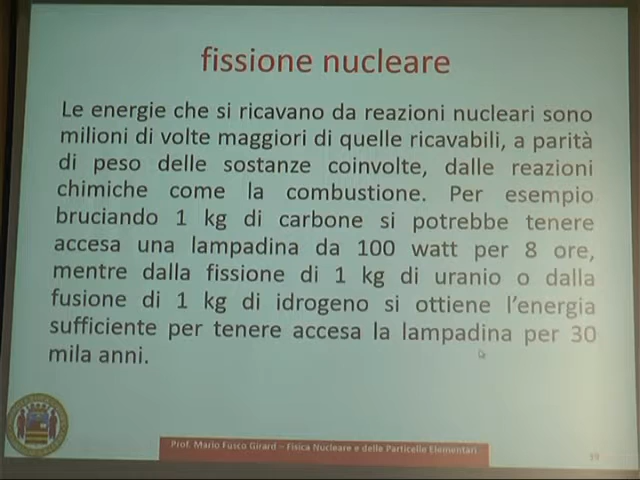 fissione nucleare
Le energie che si ricavano da reazioni nucleari sono
milioni di volte maggiori di quelle ricavabili, a parità
di peso delle sostanze coinvolte, dalle reazioni
chimiche come la combustione. Per esempio
bruciando 1 kg di carbone si potrebbe tenere
accesa una lampadina da 100 watt per 8 ore,
mentre dalla fissione di 1 kg di uranio o dalla
fusione di 1 kg di idrogeno si ottiene l'energia
sufficiente per tenere accesa la lampadina per 30
mila anni.
Prof. Mario Fusco Girard – Fisica Nucleare e delle Particelle Elementari